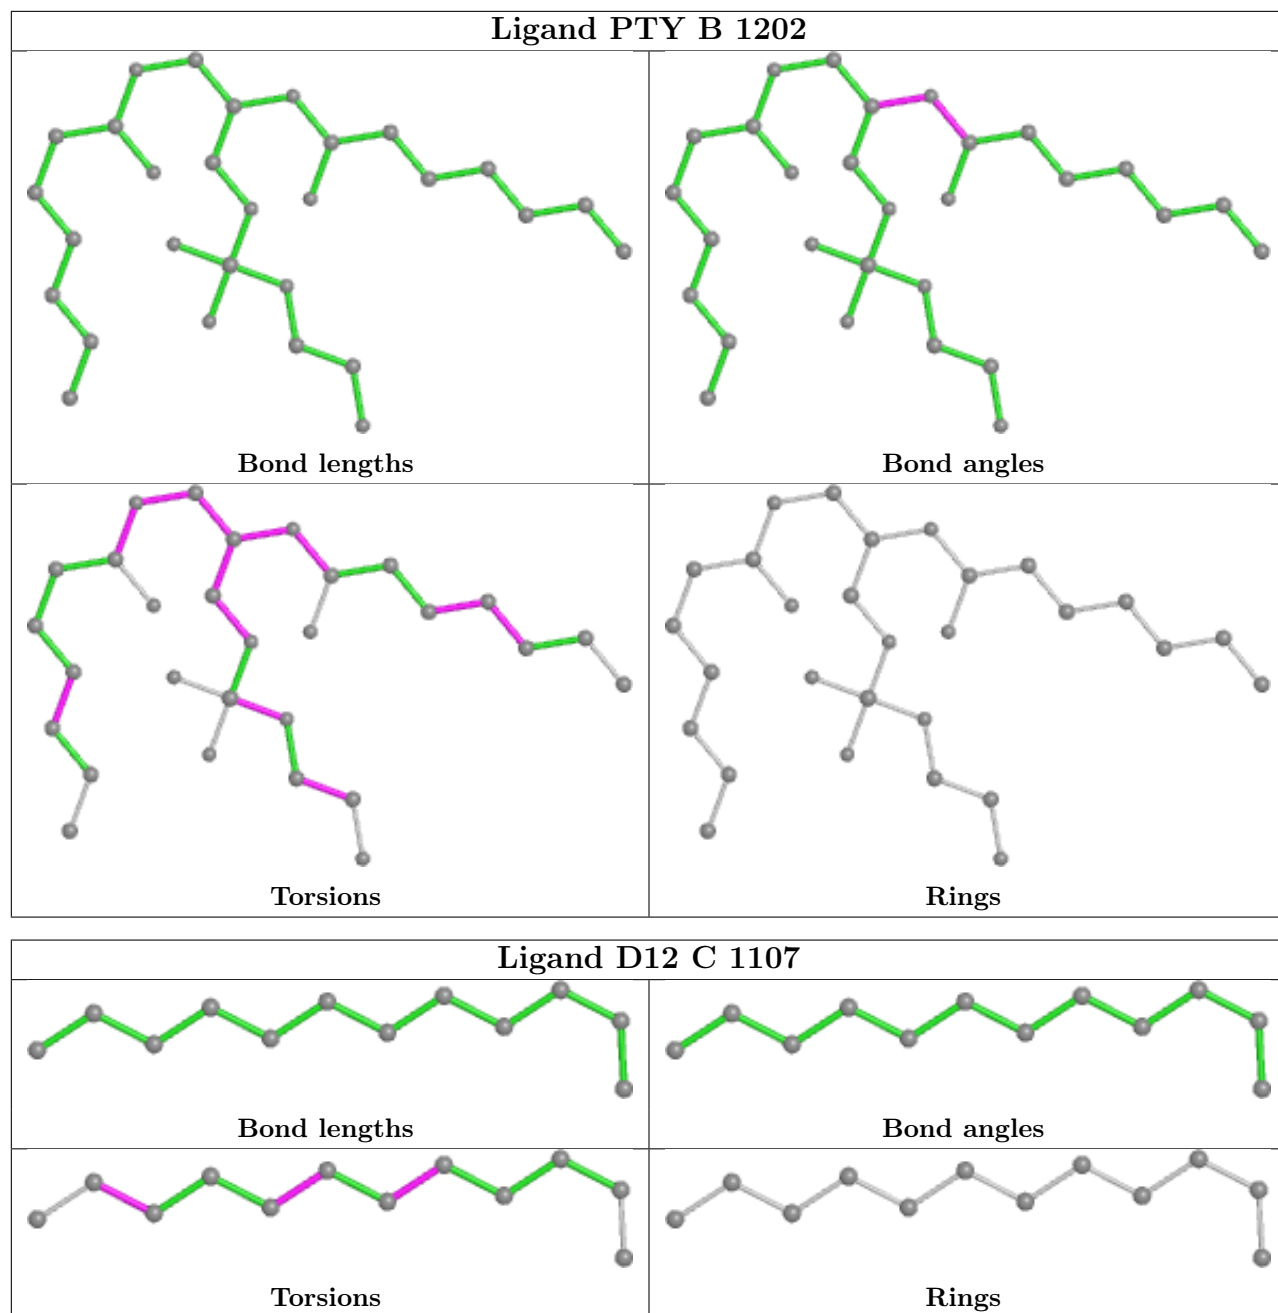 Ligand PTY B 1202
Bond lengths
Bond angles
Torsions
Rings
Ligand D12 C 1107
Bond lengths
Bond angles
Torsions
Rings